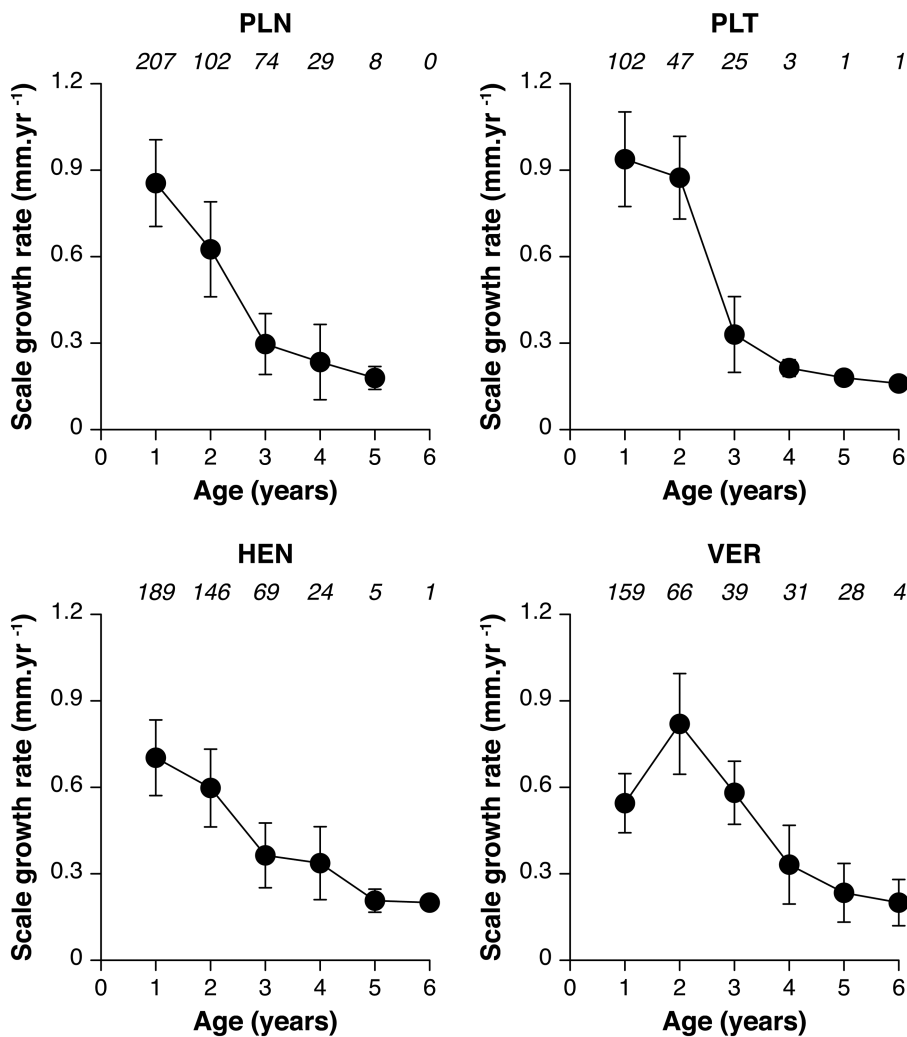 PLN
207 102 74 29 8 0
1.2
0.9
0.6
0.3
0
Scale growth rate (mm.yr -1)
0 1 2 3 4 5 6
Age (years)
PLT
102 47 25 3 1 1
1.2
0.9
0.6
0.3
0
Scale growth rate (mm.yr -1)
0 1 2 3 4 5 6
Age (years)
HEN
189 146 69 24 5 1
1.2
0.9
0.6
0.3
0
Scale growth rate (mm.yr -1)
0 1 2 3 4 5 6
Age (years)
VER
159 66 39 31 28 4
1.2
0.9
0.6
0.3
0
Scale growth rate (mm.yr -1)
0 1 2 3 4 5 6
Age (years)